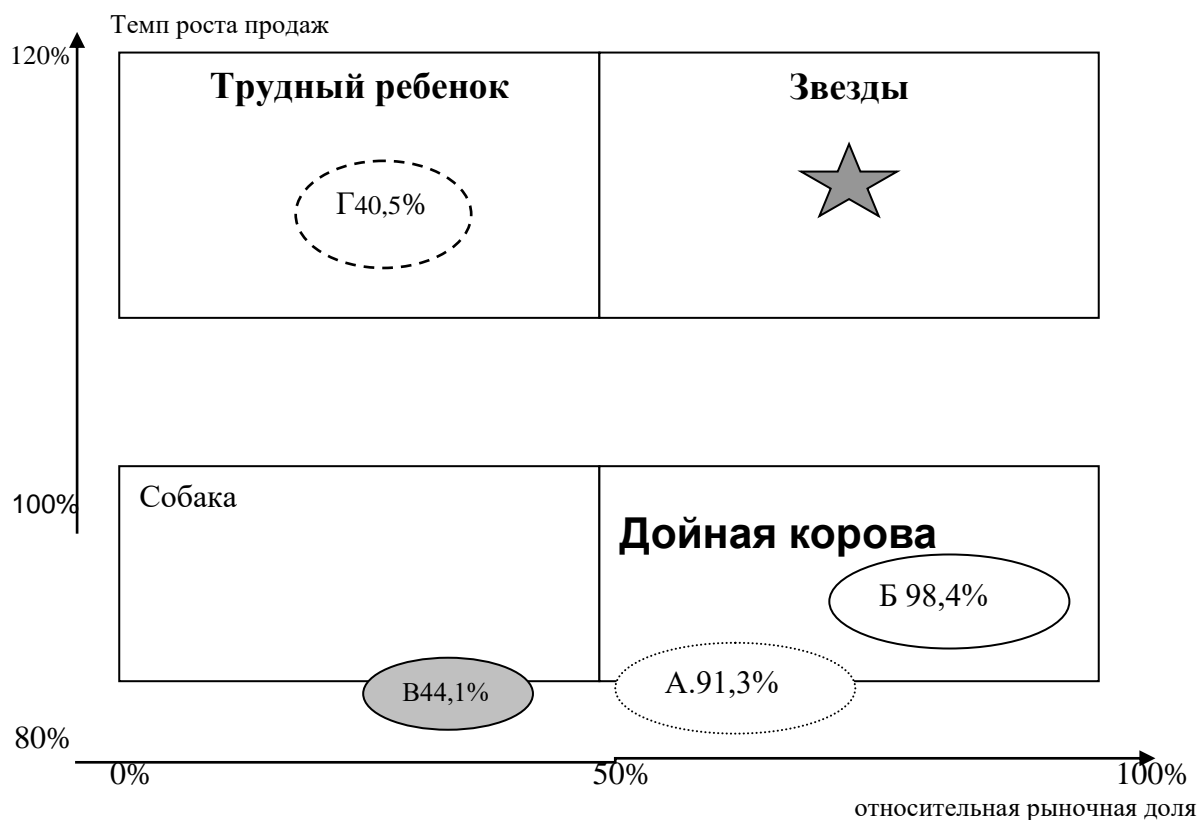 Темп роста продаж
120%
Трудный ребенок
Звезды
Г40,5%
100%
Собака
Дойная корова
Б 98,4%
А.91,3%
В44,1%
80%
0%
50%
100%
относительная рыночная доля